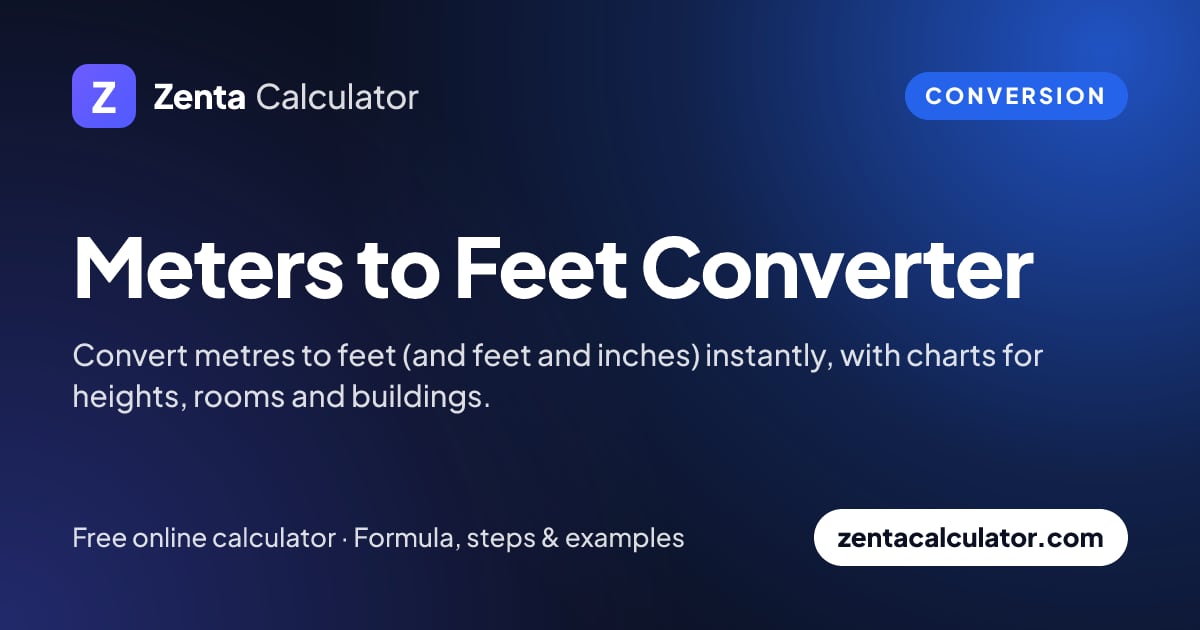 Z
Zenta Calculator
CONVERSION
Meters to Feet Converter
Convert metres to feet (and feet and inches) instantly, with charts for
heights, rooms and buildings.
Free online calculator · Formula, steps & examples
zentacalculator.com